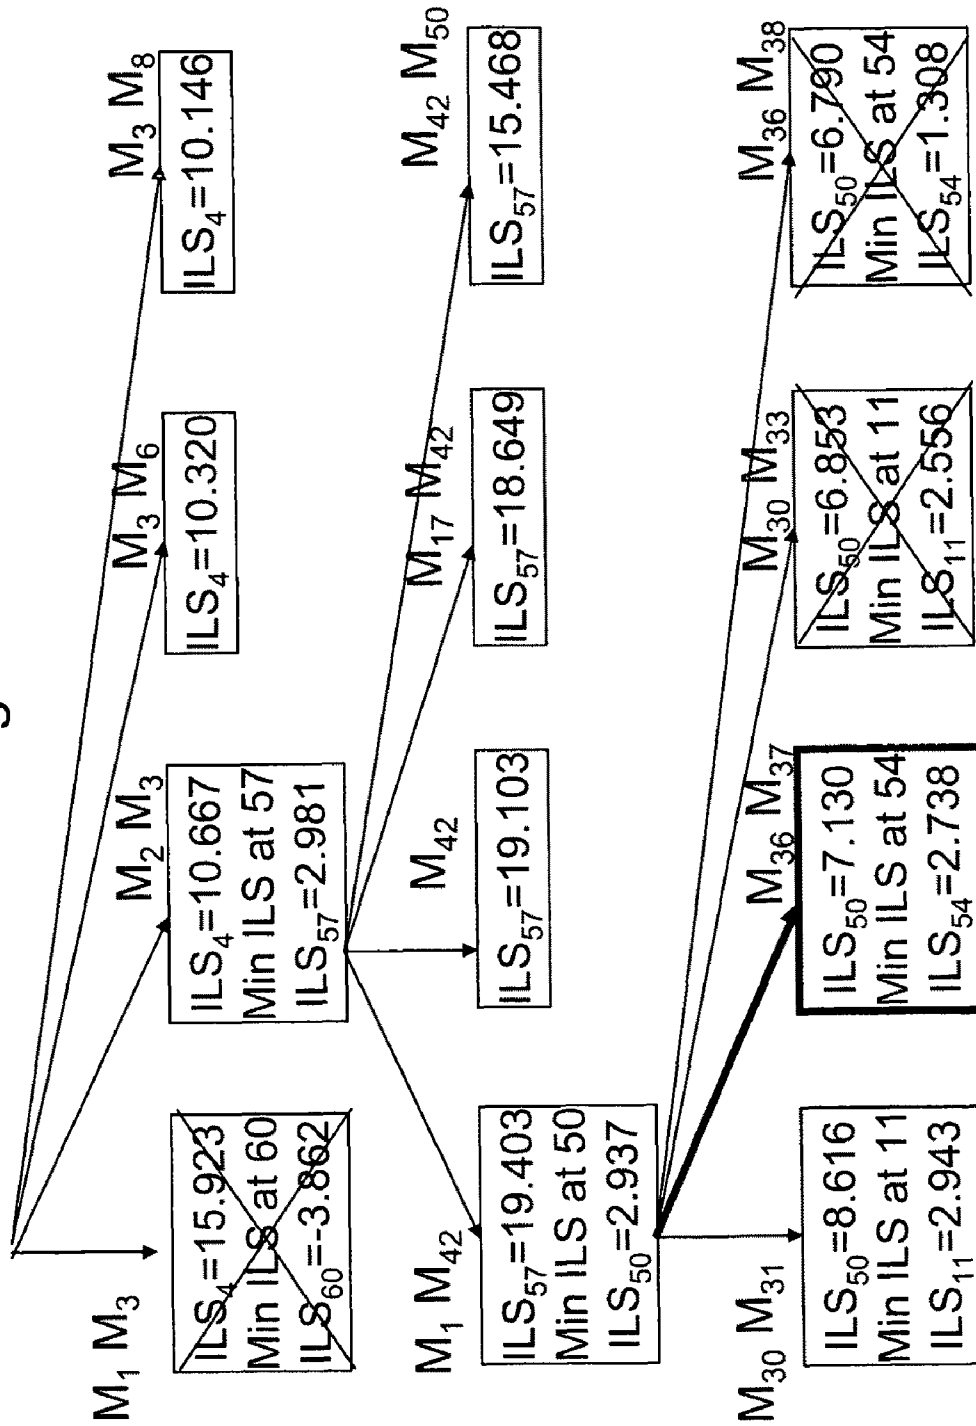 M₁ M₃
ILS₄=15.923
Min ILS at 60
ILS₆₀=-3.862
M₂ M₃
ILS₄=10.667
Min ILS at 57
ILS₅₇=2.981
M₃ M₆
ILS₄=10.320
M₃ M₈
ILS₄=10.146
M₁ M₄₂
ILS₅₇=19.403
Min ILS at 50
ILS₅₀=2.937
M₄₂
ILS₅₇=19.103
M₁₇ M₄₂
ILS₅₇=18.649
M₄₂ M₅₀
ILS₅₇=15.468
M₃₀ M₃₁
ILS₅₀=8.616
Min ILS at 11
ILS₁₁=2.943
M₃₆ M₃₇
ILS₅₀=7.130
Min ILS at 54
ILS₅₄=2.738
M₃₀ M₃₃
ILS₅₀=6.853
Min ILS at 11
ILS₁₁=2.556
M₃₆ M₃₈
ILS₅₀=6.790
Min ILS at 54
ILS₅₄=1.308